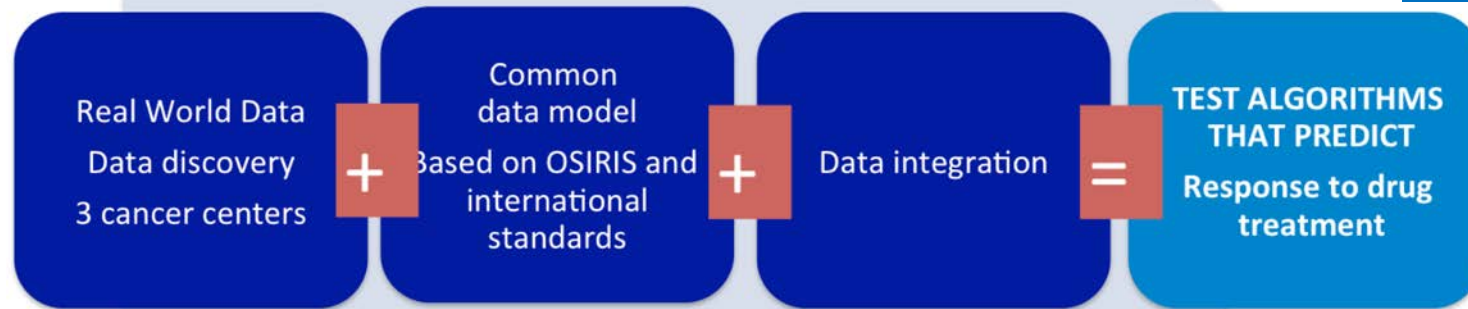 Real World Data
Data discovery
3 cancer centers
+
Common
data model
Based on OSIRIS and
international
standards
+
Data integration
=
TEST ALGORITHMS
THAT PREDICT
Response to drug
treatment